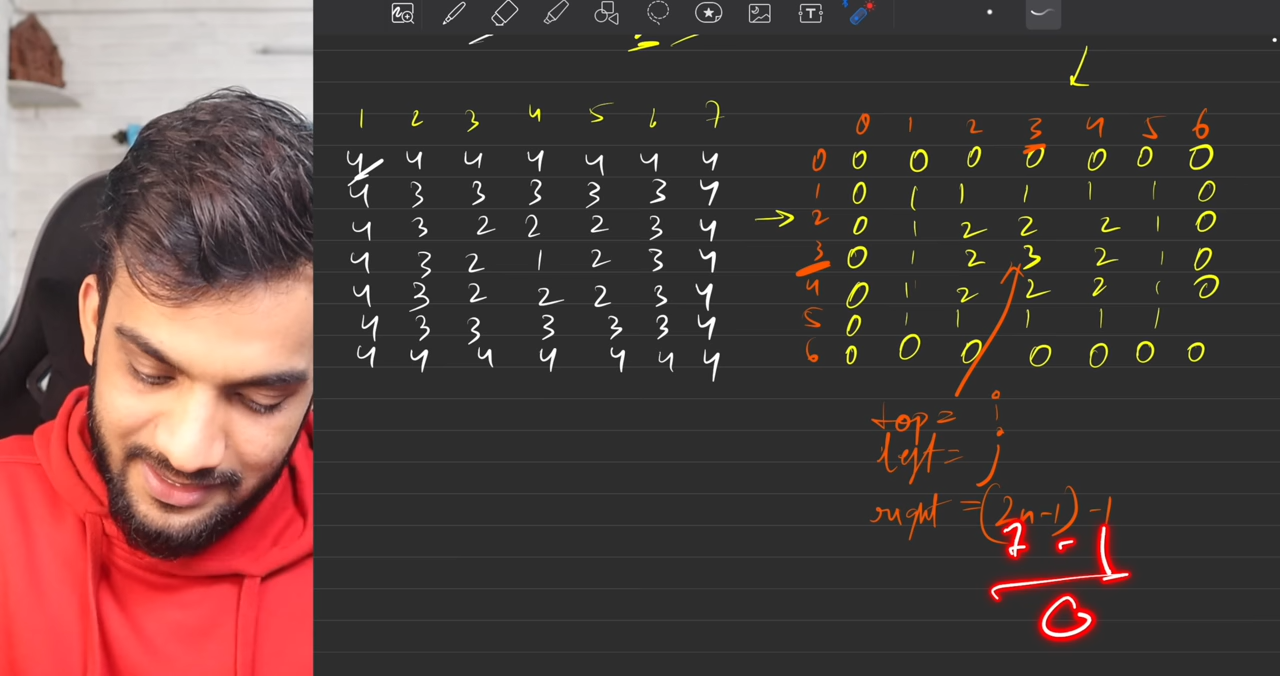 1 2 3 4 5 6 7
4 4 4 4 4 4 4
4 3 3 3 3 3 4
4 3 2 2 2 3 4
4 3 2 1 2 3 4
4 3 2 2 2 3 4
4 3 3 3 3 3 4
4 4 4 4 4 4 4
0 1 2 3 4 5 6
0 0 0 0 0 0 0 0
1 0 1 1 1 1 1 0
→ 2 0 1 2 2 2 1 0
3 0 1 2 3 2 1 0
4 0 1 2 2 2 1 0
5 0 1 1 1 1 1
6 0 0 0 0 0 0 0
top = i
left = j
right = (2n-1) - 1
7 - 1